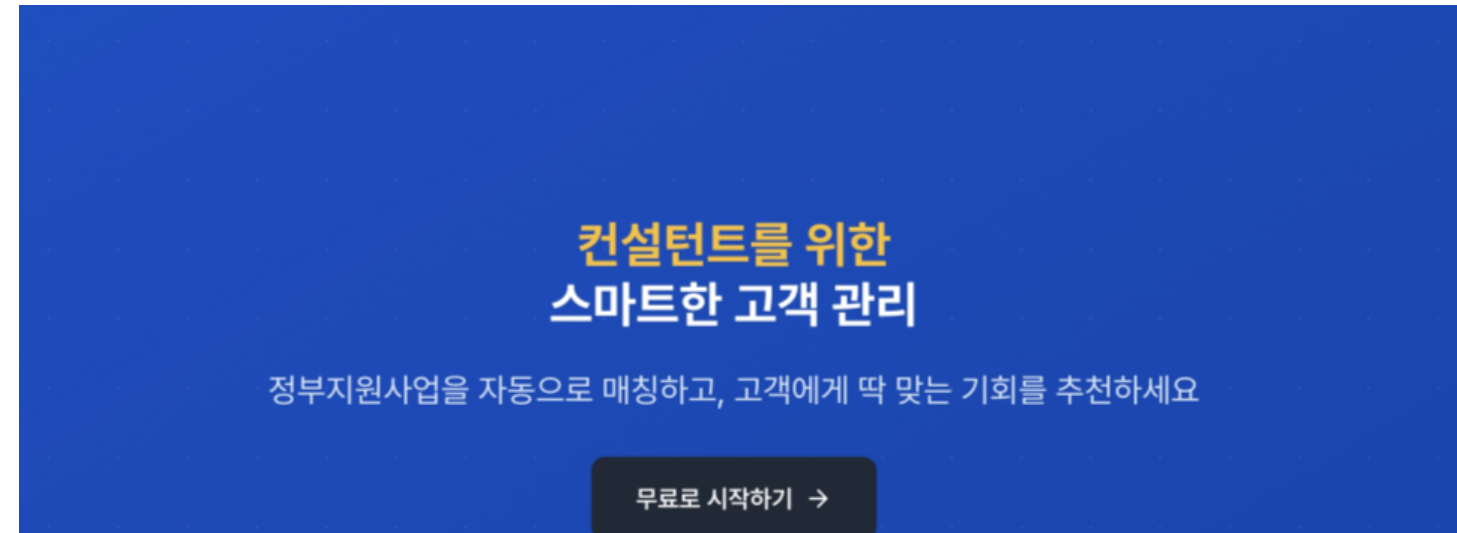 컨설턴트를 위한
스마트한 고객 관리
정부지원사업을 자동으로 매칭하고, 고객에게 딱 맞는 기회를 추천하세요
무료로 시작하기 →